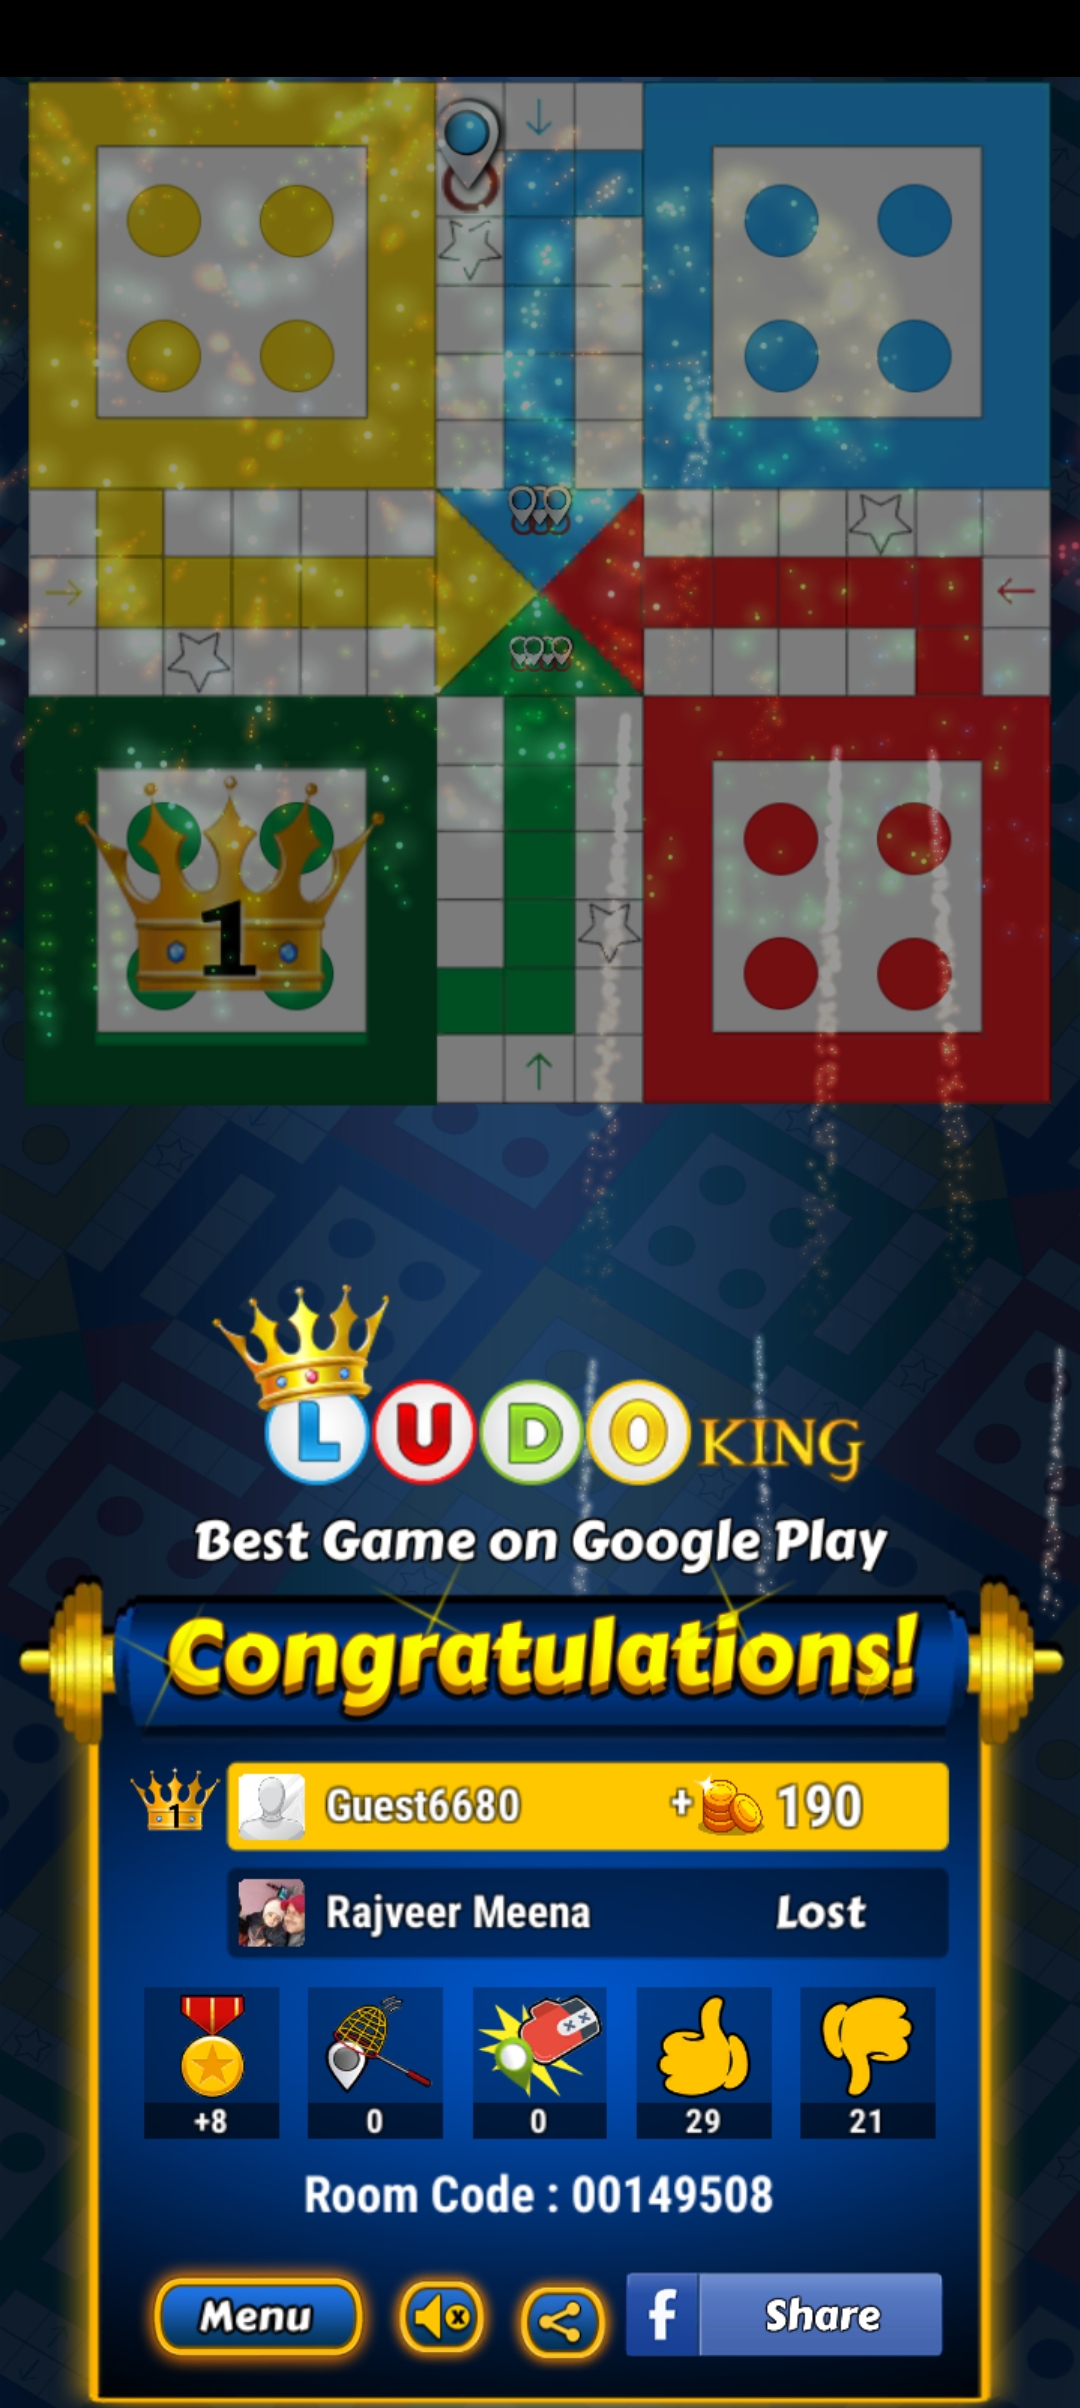 1
LUDO KING
Best Game on Google Play
Congratulations!
1 Guest6680 + 190
Rajveer Meena Lost
+8 0 0 29 21
Room Code : 00149508
Menu x f Share